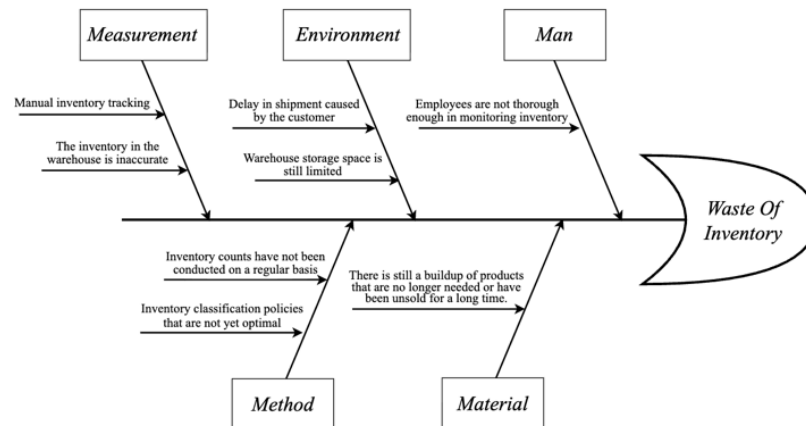 Measurement
Environment
Man
Manual inventory tracking
The inventory in the
warehouse is inaccurate
Delay in shipment caused
by the customer
Warehouse storage space is
still limited
Employees are not thorough
enough in monitoring inventory
Waste Of
Inventory
Inventory counts have not been
conducted on a regular basis
Inventory classification policies
that are not yet optimal
There is still a buildup of products
that are no longer needed or have
been unsold for a long time.
Method
Material